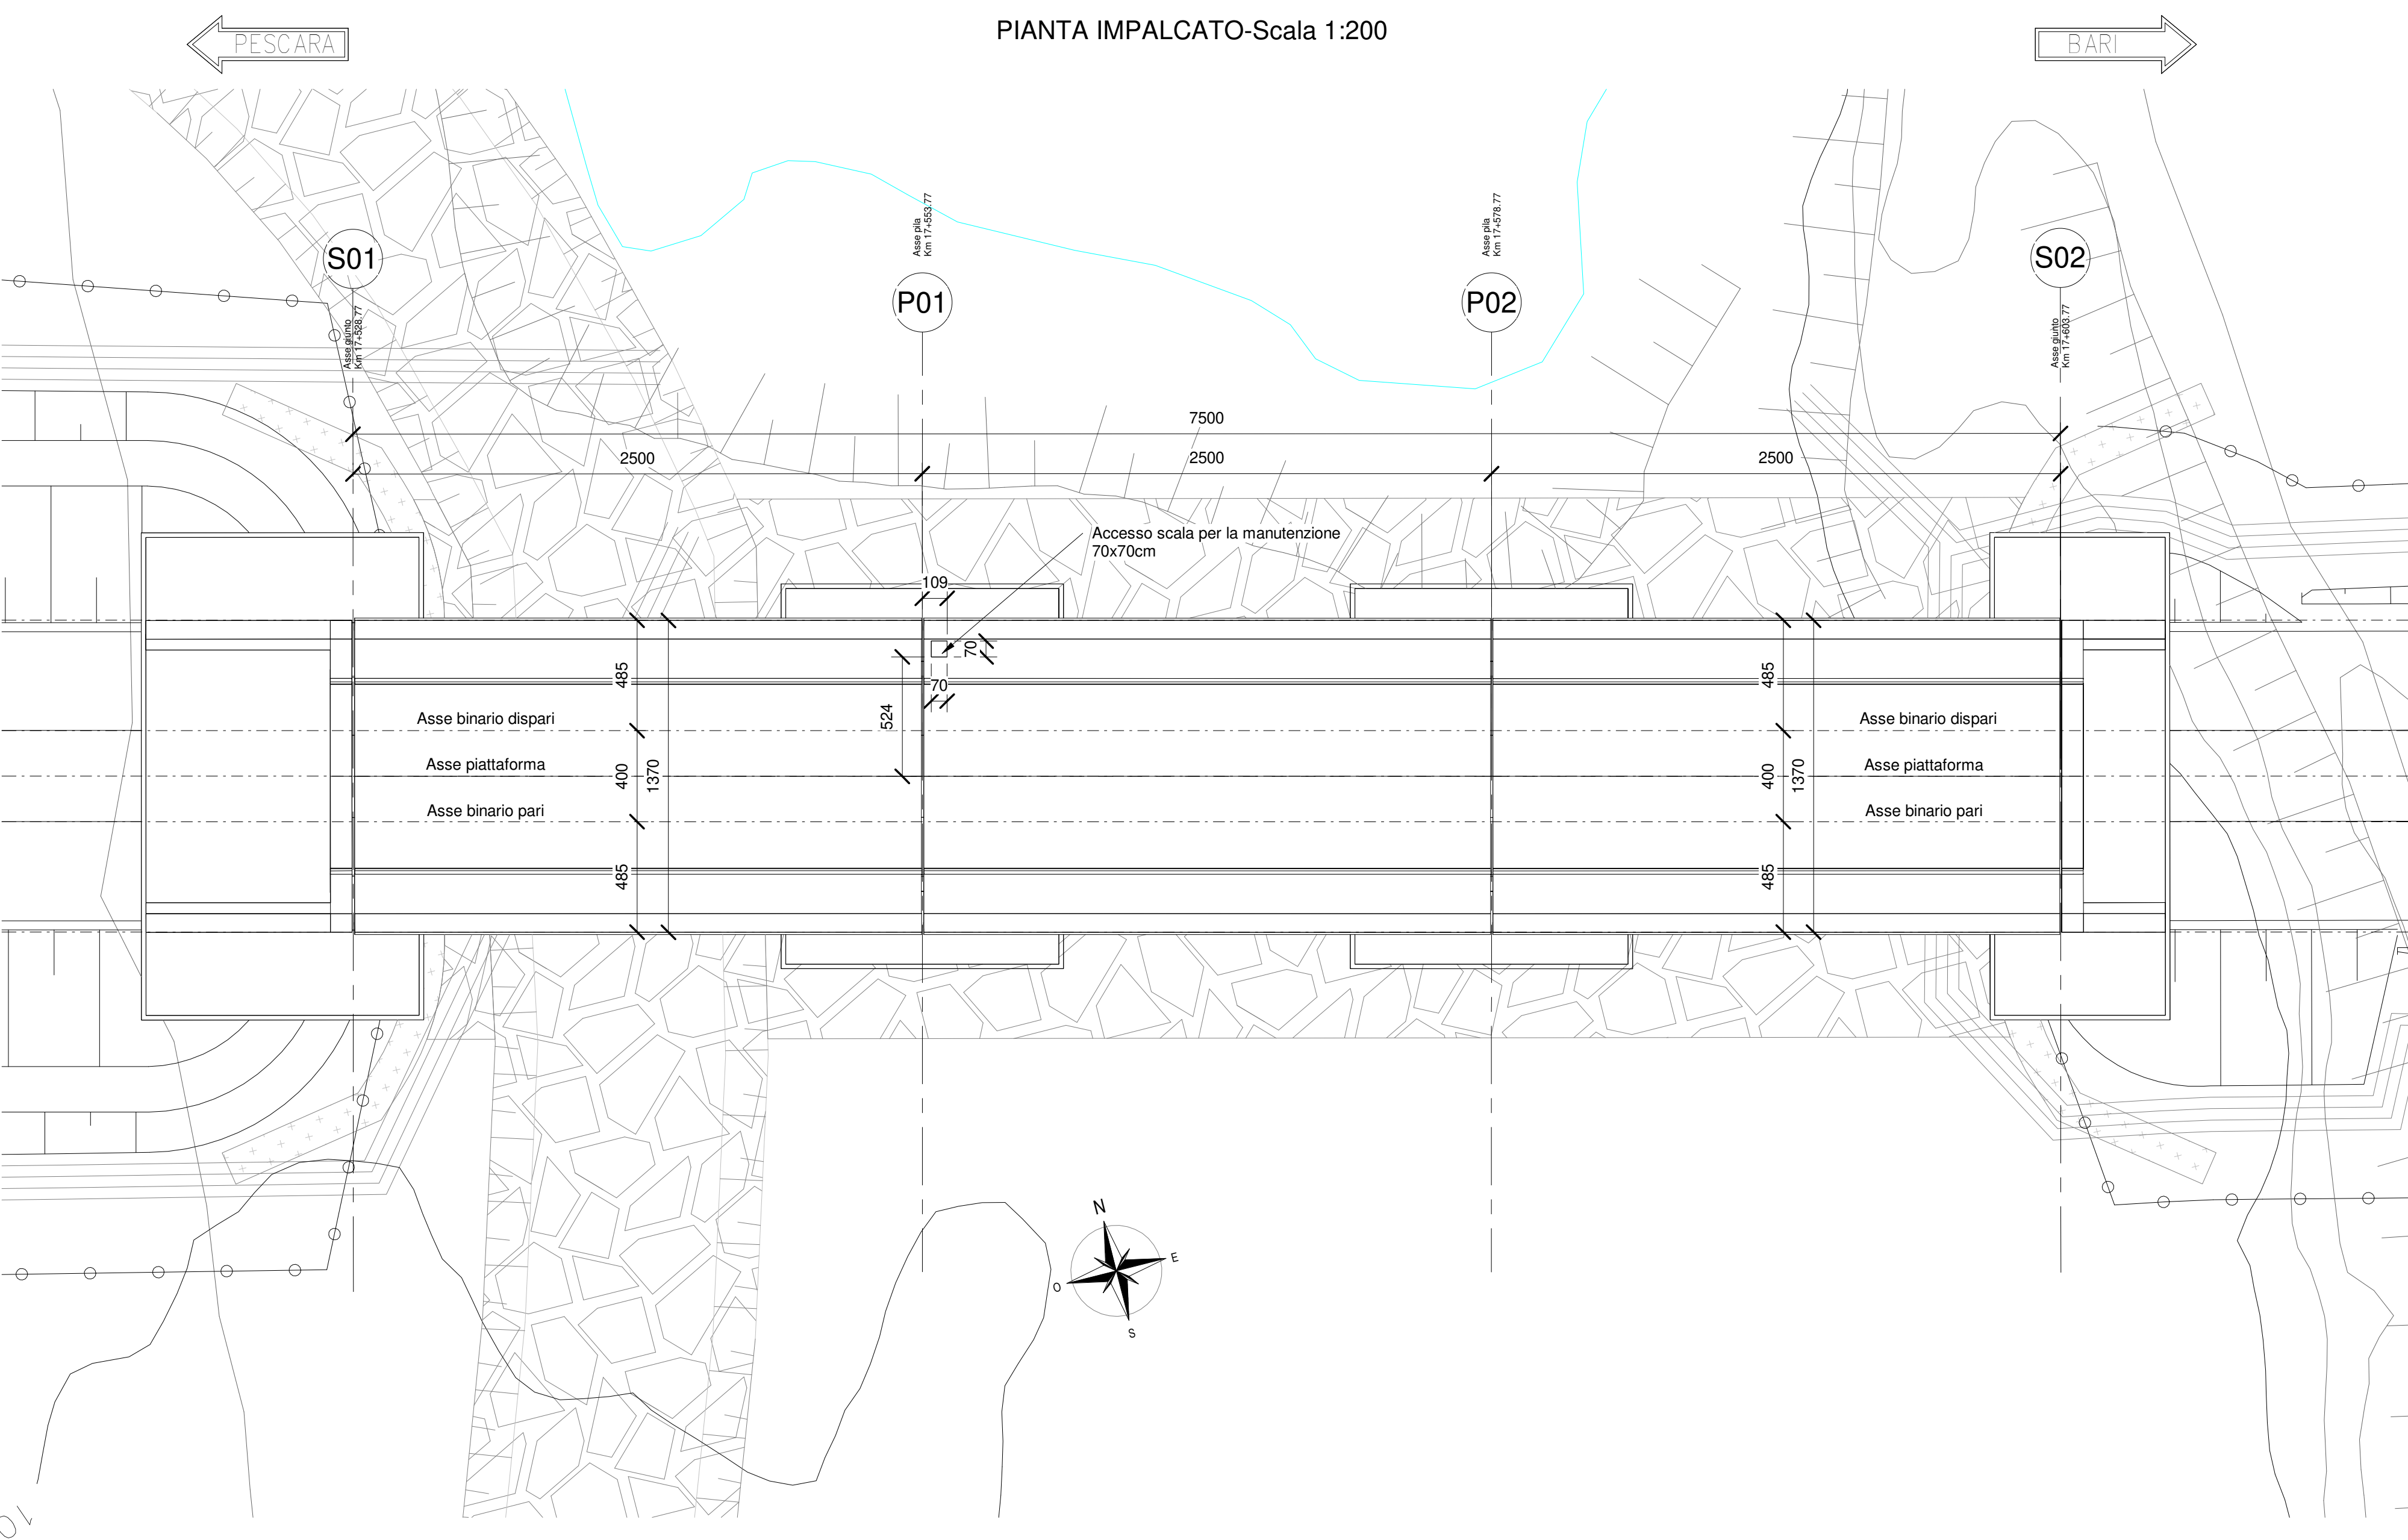 PIANTA IMPALCATO-Scala 1:200
PESCARA
BARI
S01
Asse giunto
Km 17+528.77
Asse pila
Km 17+553.77
P01
Asse pila
Km 17+578.77
P02
S02
Asse giunto
Km 17+603.77
7500
2500
2500
2500
Accesso scala per la manutenzione
70x70cm
109
70
70
524
485
485
Asse binario dispari
Asse binario dispari
Asse piattaforma
400
1370
400
1370
Asse piattaforma
Asse binario pari
Asse binario pari
485
485
N
E
O
S
10